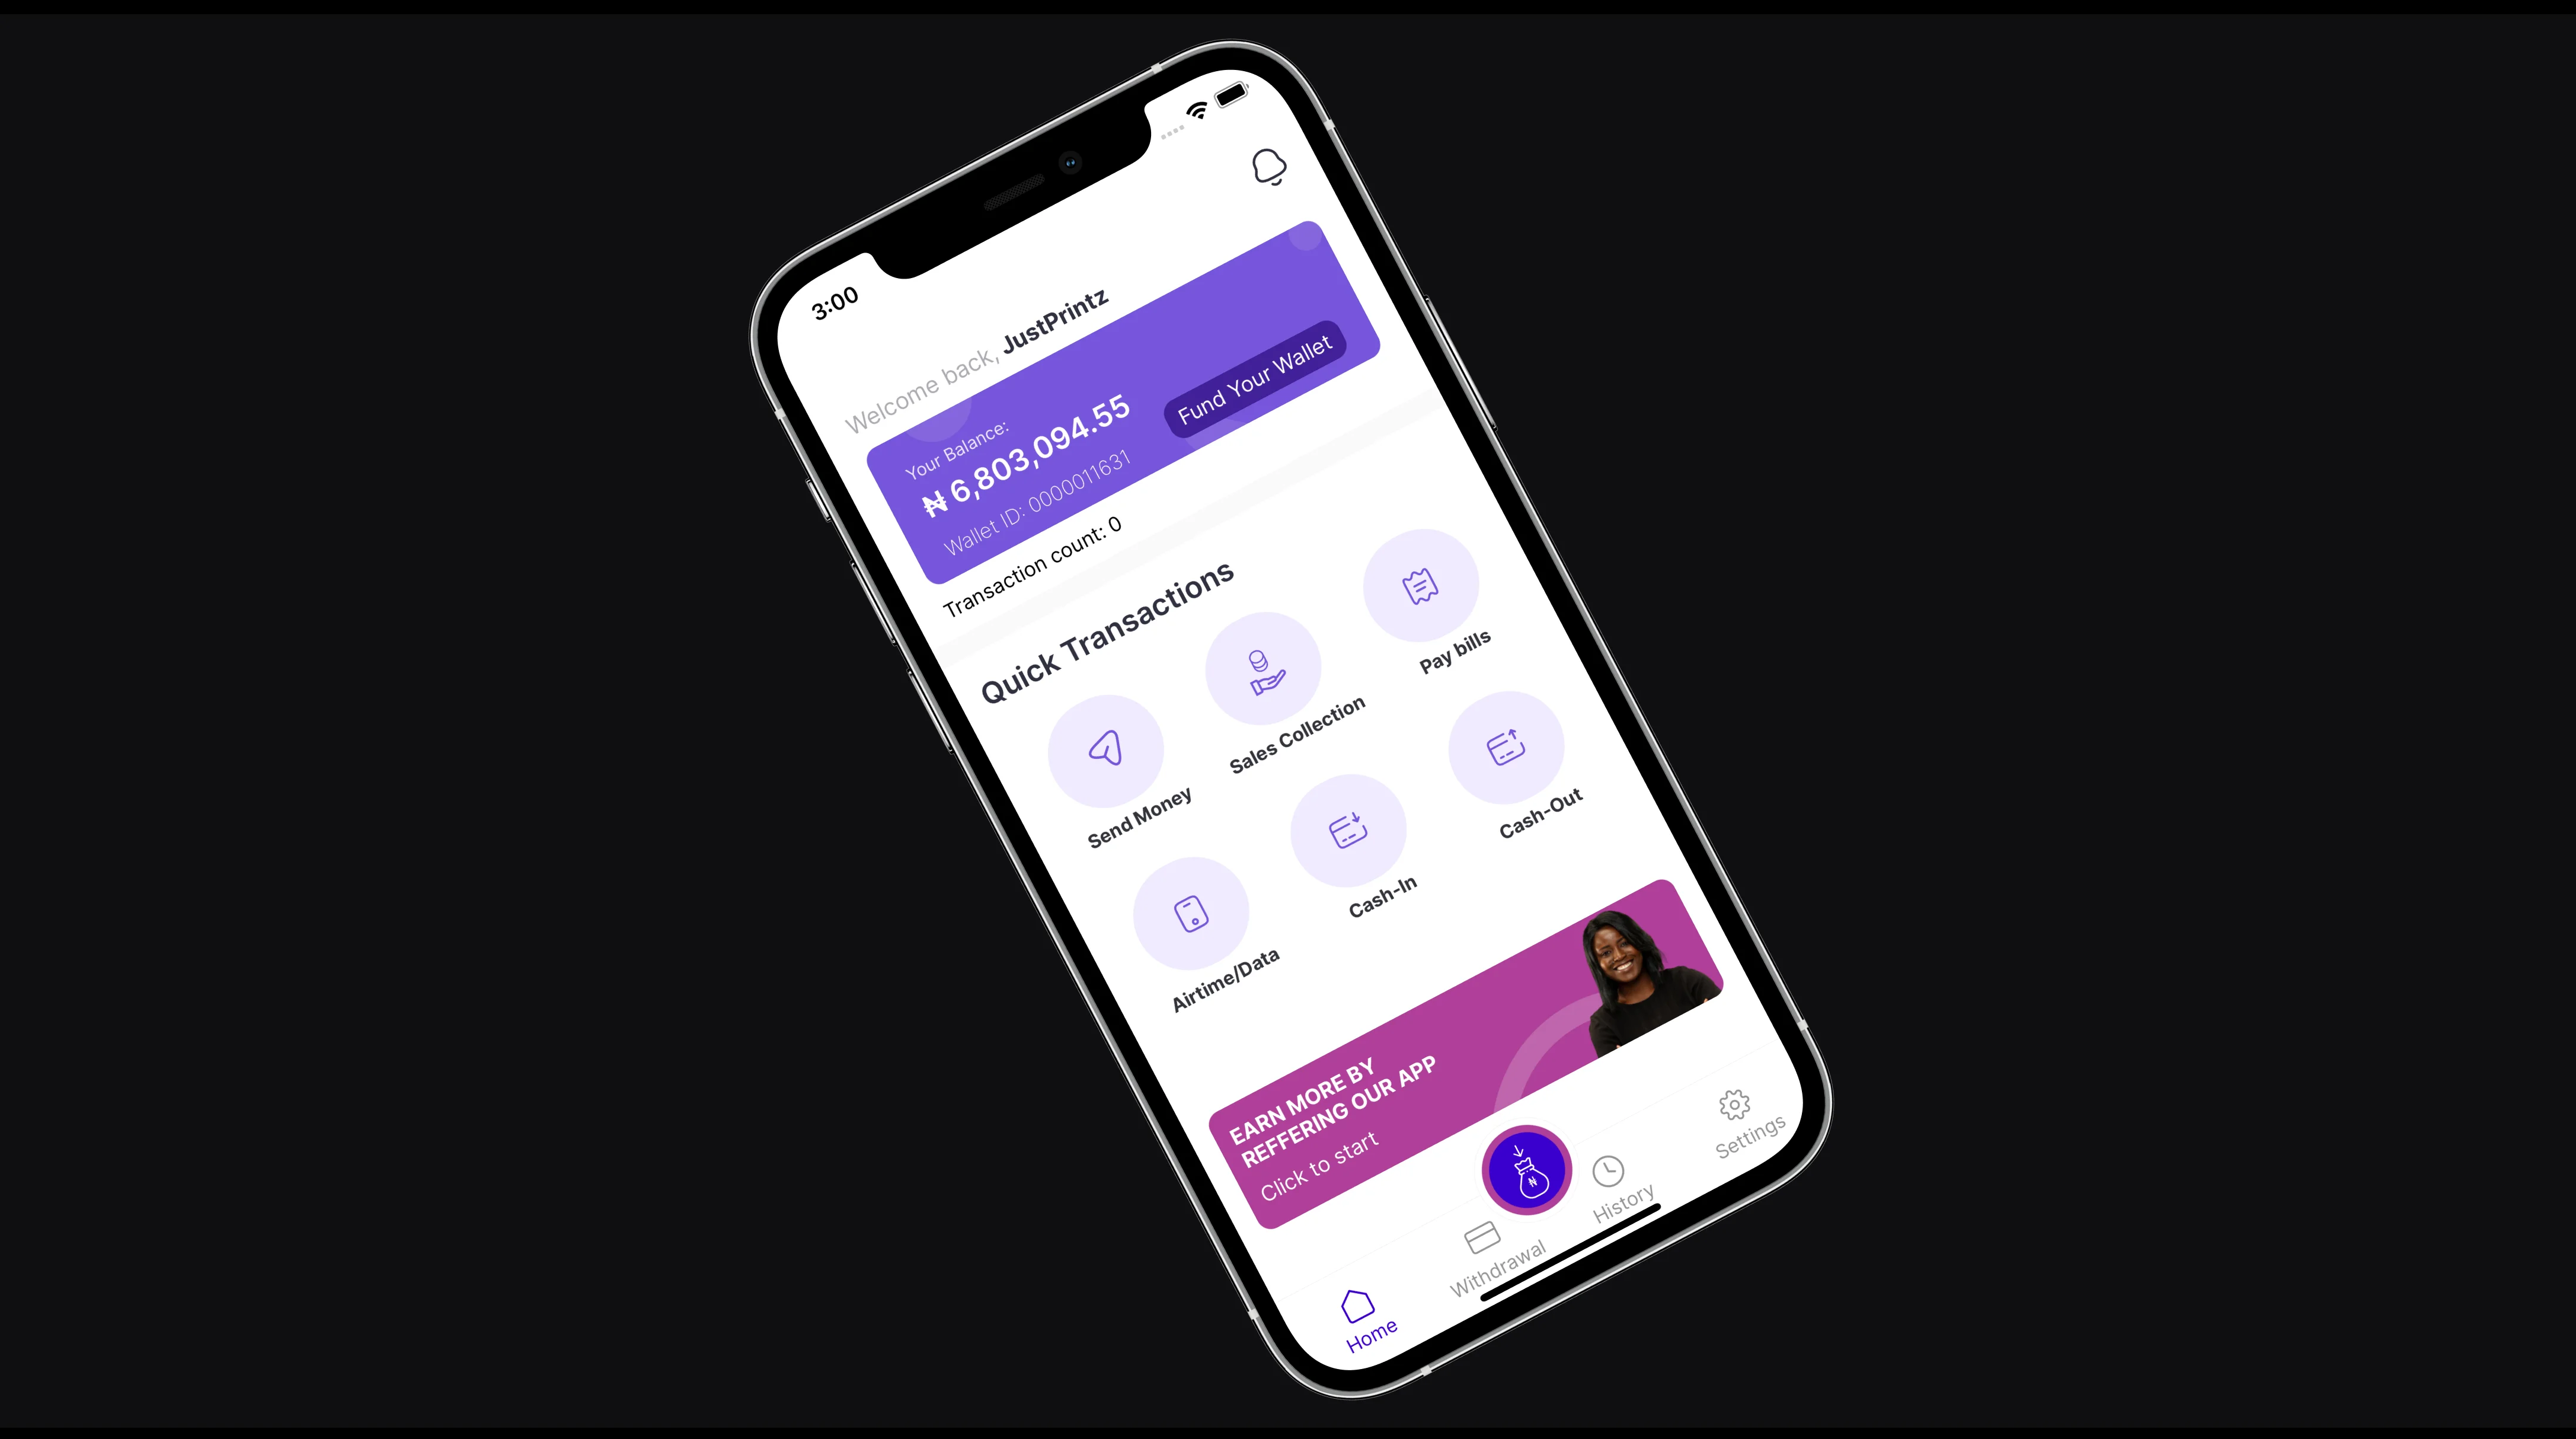 3:00
Welcome back, JustPrintz
Your Balance:
₦ 6,803,094.55
Wallet ID: 0000011631
Fund Your Wallet
Transaction count: 0
Quick Transactions
Send Money
Sales Collection
Pay bills
Airtime/Data
Cash-In
Cash-Out
EARN MORE BY
REFFERING OUR APP
Click to start
₦
Home
Withdrawal
History
Settings